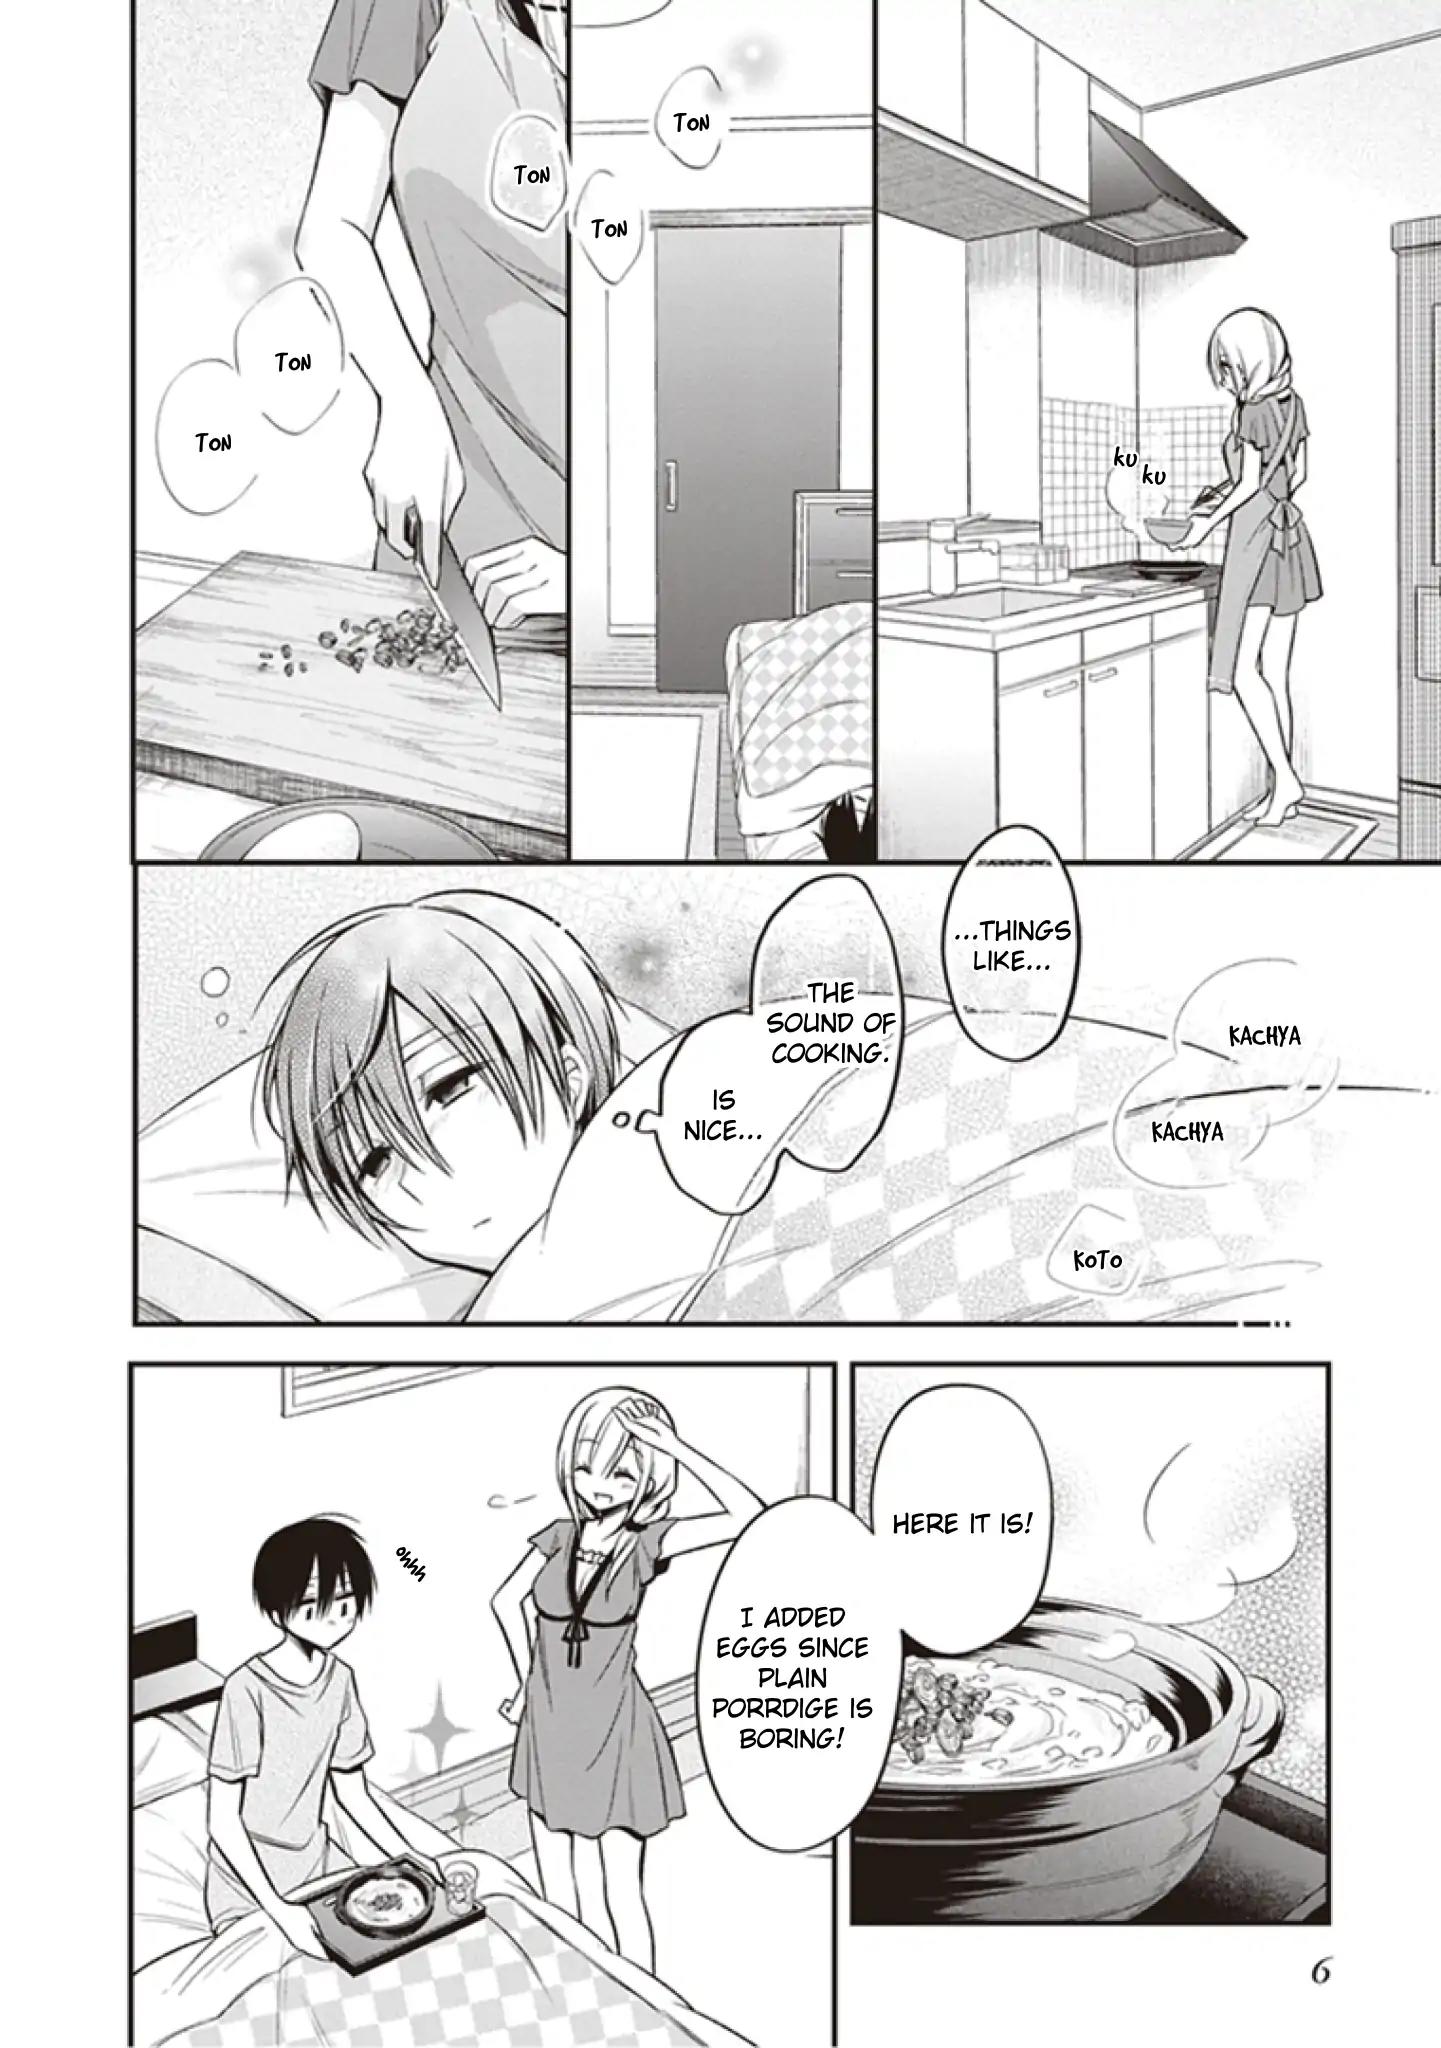 KU
KU
TON
TON
TON
TON
TON
...THINGS
LIKE...
THE
SOUND OF
COOKING.
IS
NICE...
KACHYA
KACHYA
KOTO
HERE IT IS!
I ADDED
EGGS SINCE
PLAIN
PORRDIGE IS
BORING!
OHHH
6